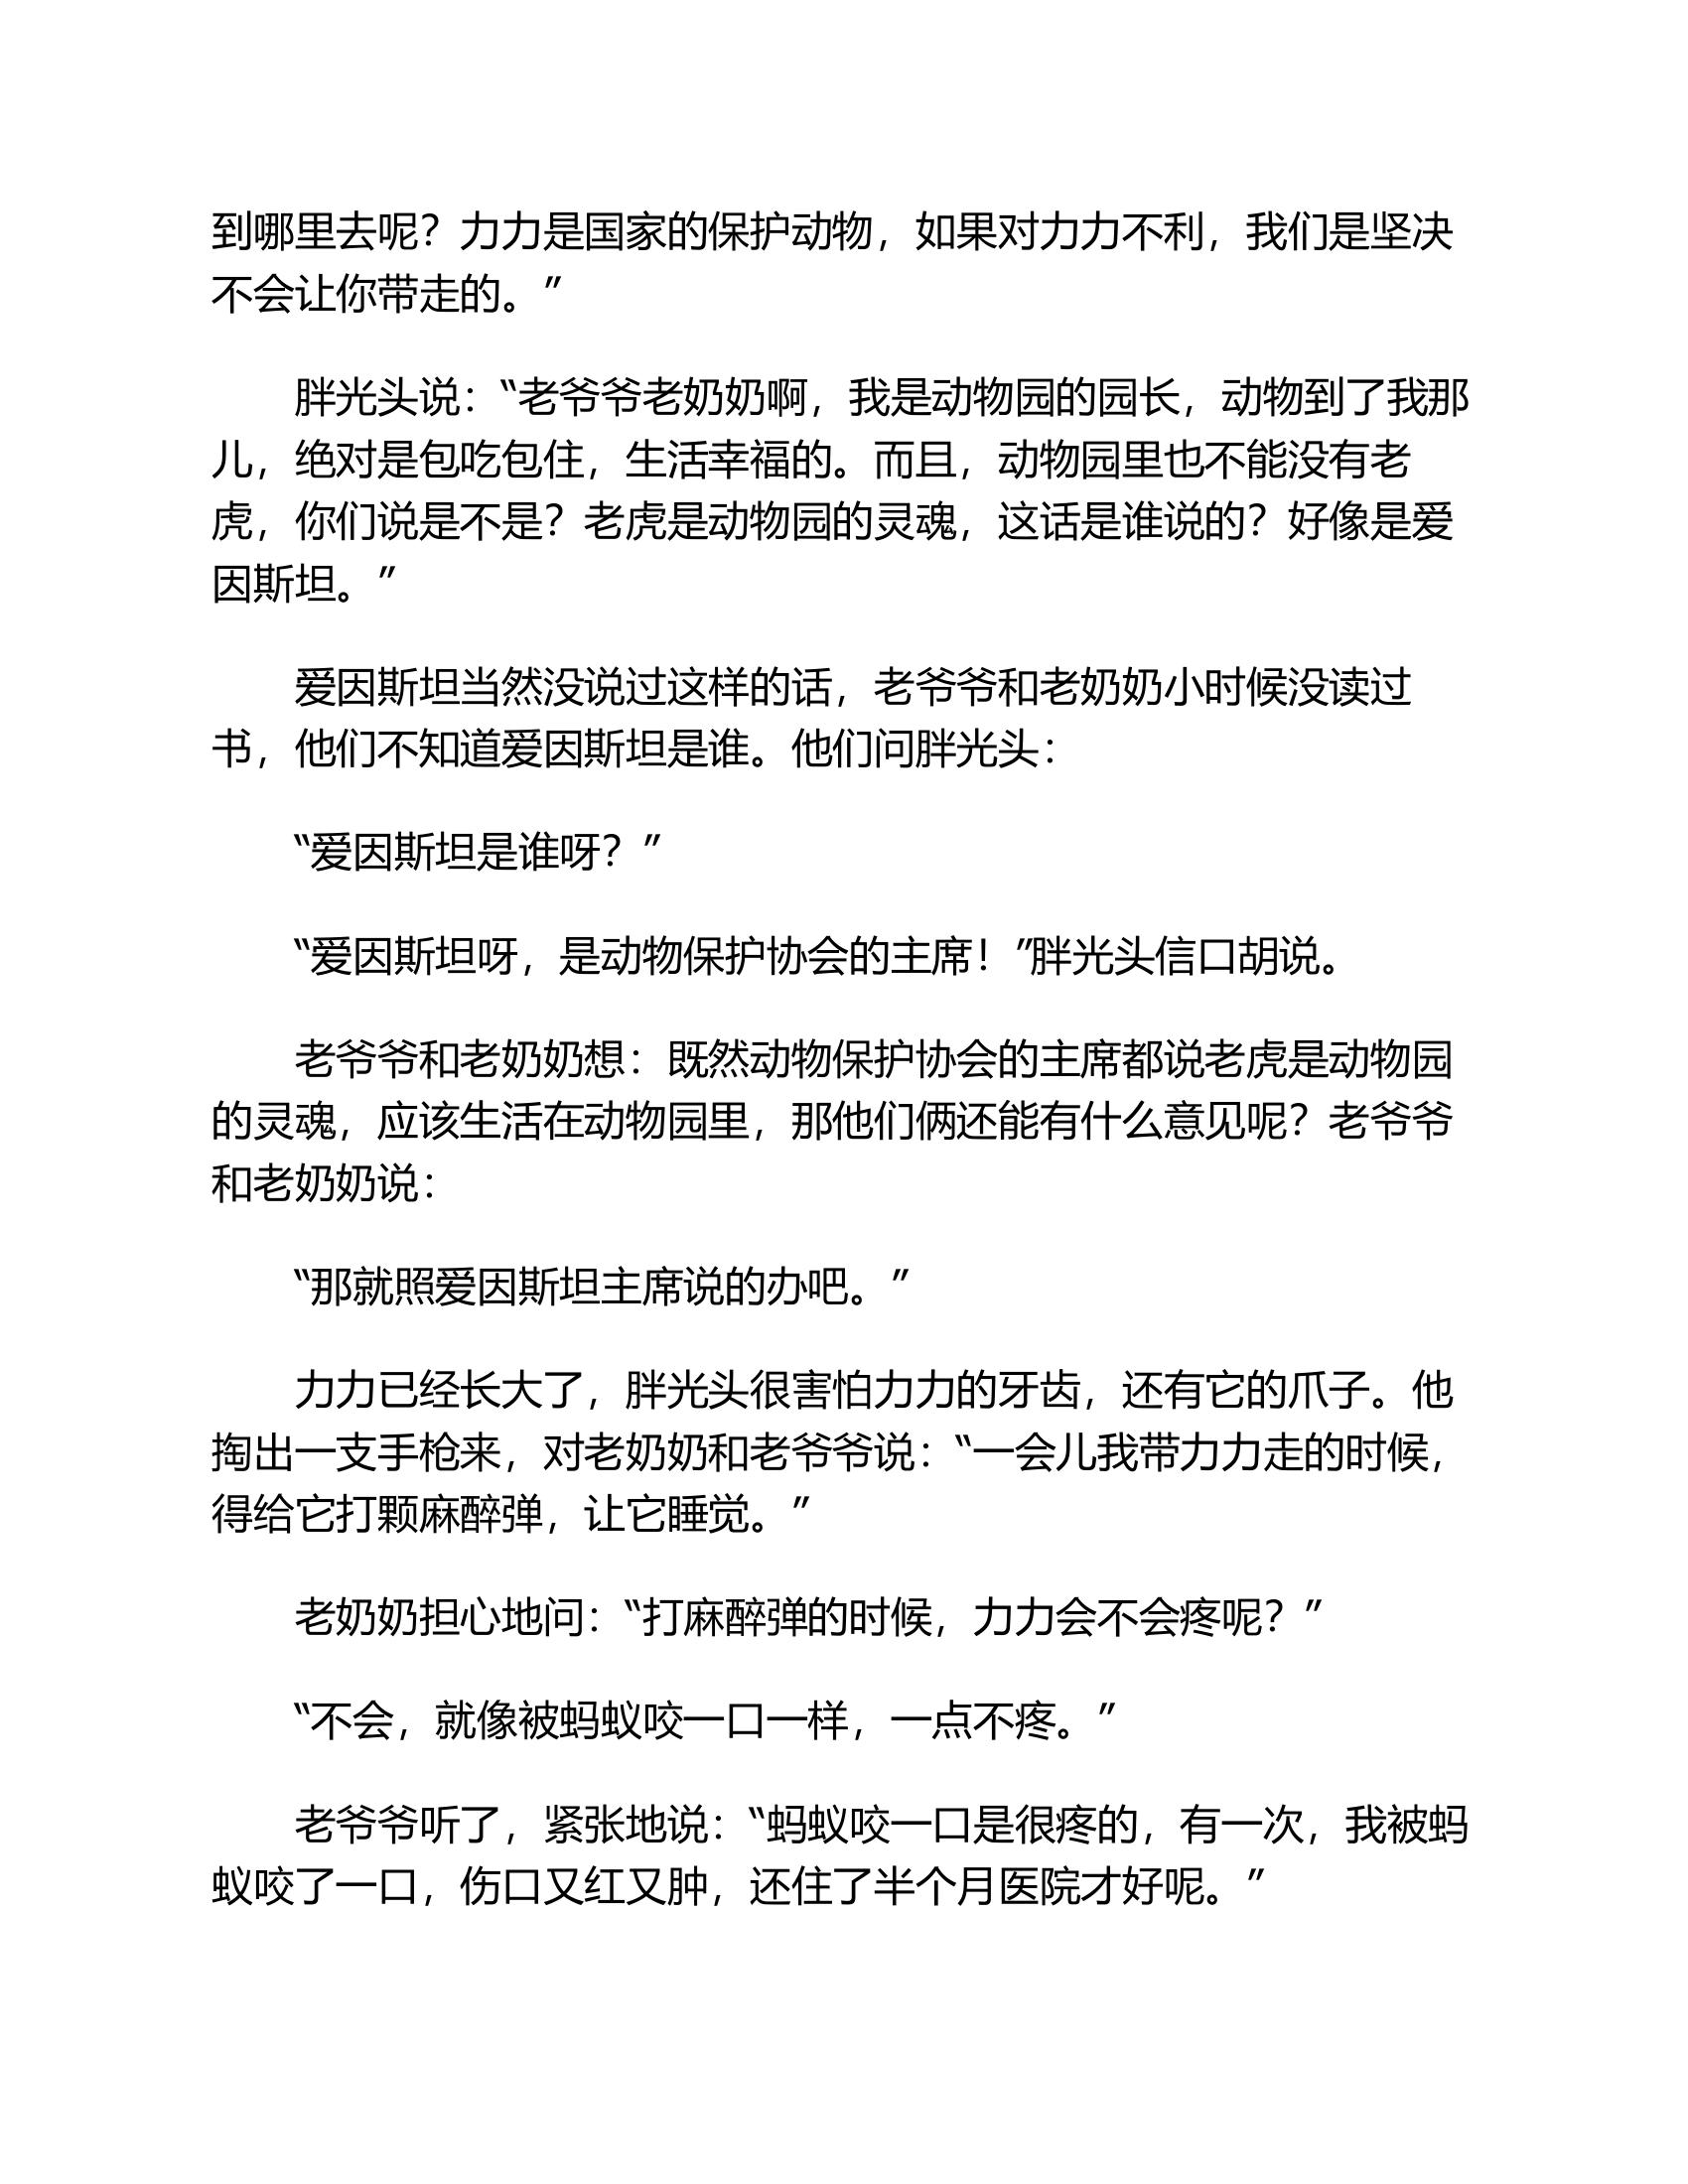 到哪里去呢？力力是国家的保护动物，如果对力力不利，我们是坚决
不会让你带走的。”
胖光头说：“老爷爷老奶奶啊，我是动物园的园长，动物到了我那
儿，绝对是包吃包住，生活幸福的。而且，动物园里也不能没有老
虎，你们说是不是？老虎是动物园的灵魂，这话是谁说的？好像是爱
因斯坦。”
爱因斯坦当然没说过这样的话，老爷爷和老奶奶小时候没读过
书，他们不知道爱因斯坦是谁。他们问胖光头：
“爱因斯坦是谁呀？”
“爱因斯坦呀，是动物保护协会的主席！”胖光头信口胡说。
老爷爷和老奶奶想：既然动物保护协会的主席都说老虎是动物园
的灵魂，应该生活在动物园里，那他们俩还能有什么意见呢？老爷爷
和老奶奶说：
“那就照爱因斯坦主席说的办吧。”
力力已经长大了，胖光头很害怕力力的牙齿，还有它的爪子。他
掏出一支手枪来，对老奶奶和老爷爷说：“一会儿我带力力走的时候，
得给它打颗麻醉弹，让它睡觉。”
老奶奶担心地问：“打麻醉弹的时候，力力会不会疼呢？”
“不会，就像被蚂蚁咬一口一样，一点不疼。”
老爷爷听了，紧张地说：“蚂蚁咬一口是很疼的，有一次，我被蚂
蚁咬了一口，伤口又红又肿，还住了半个月医院才好呢。”